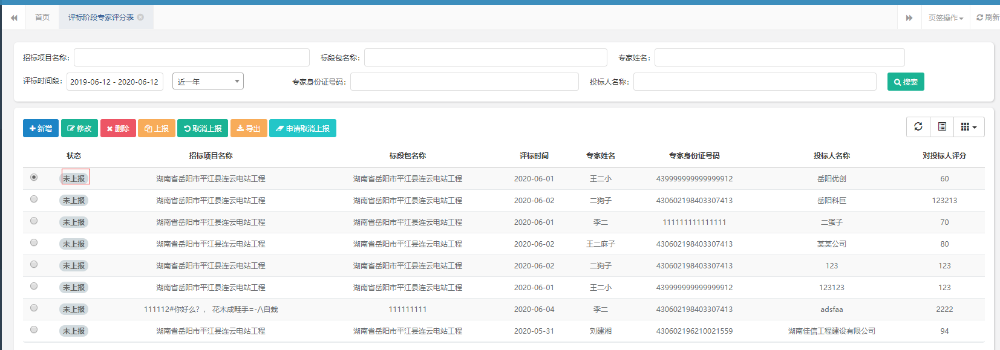 首页 评标阶段专家评分表 页签操作 刷新
招标项目名称： 标段包名称： 专家姓名：
评标时间段： 2019-06-12 - 2020-06-12 近一年 专家身份证号码： 投标人名称： 搜索
新增 修改 删除 上报 取消上报 导出 申请取消上报
状态 招标项目名称 标段包名称 评标时间 专家姓名 专家身份证号码 投标人名称 对投标人评分
未上报 湖南省岳阳市平江县连云电站工程 湖南省岳阳市平江县连云电站工程 2020-06-01 王二小 439999999999999912 岳阳优创 60
未上报 湖南省岳阳市平江县连云电站工程 湖南省岳阳市平江县连云电站工程 2020-06-02 二狗子 430602198403307413 岳阳科巨 123213
未上报 湖南省岳阳市平江县连云电站工程 湖南省岳阳市平江县连云电站工程 2020-06-01 李二 111111111111111 二蛋子 70
未上报 湖南省岳阳市平江县连云电站工程 湖南省岳阳市平江县连云电站工程 2020-06-02 王二麻子 430602198403307413 某某公司 80
未上报 湖南省岳阳市平江县连云电站工程 湖南省岳阳市平江县连云电站工程 2020-06-02 二狗子 430602198403307413 123 123
未上报 湖南省岳阳市平江县连云电站工程 湖南省岳阳市平江县连云电站工程 2020-06-01 王二小 439999999999999912 123123 123
未上报 111112#你好么？， 花木成畦手=-八自栽 111111111 2020-06-04 李二 430602198403307413 adsfaa 2222
未上报 湖南省岳阳市平江县连云电站工程 湖南省岳阳市平江县连云电站工程 2020-05-31 刘建湘 430602196210021559 湖南佳信工程建设有限公司 94